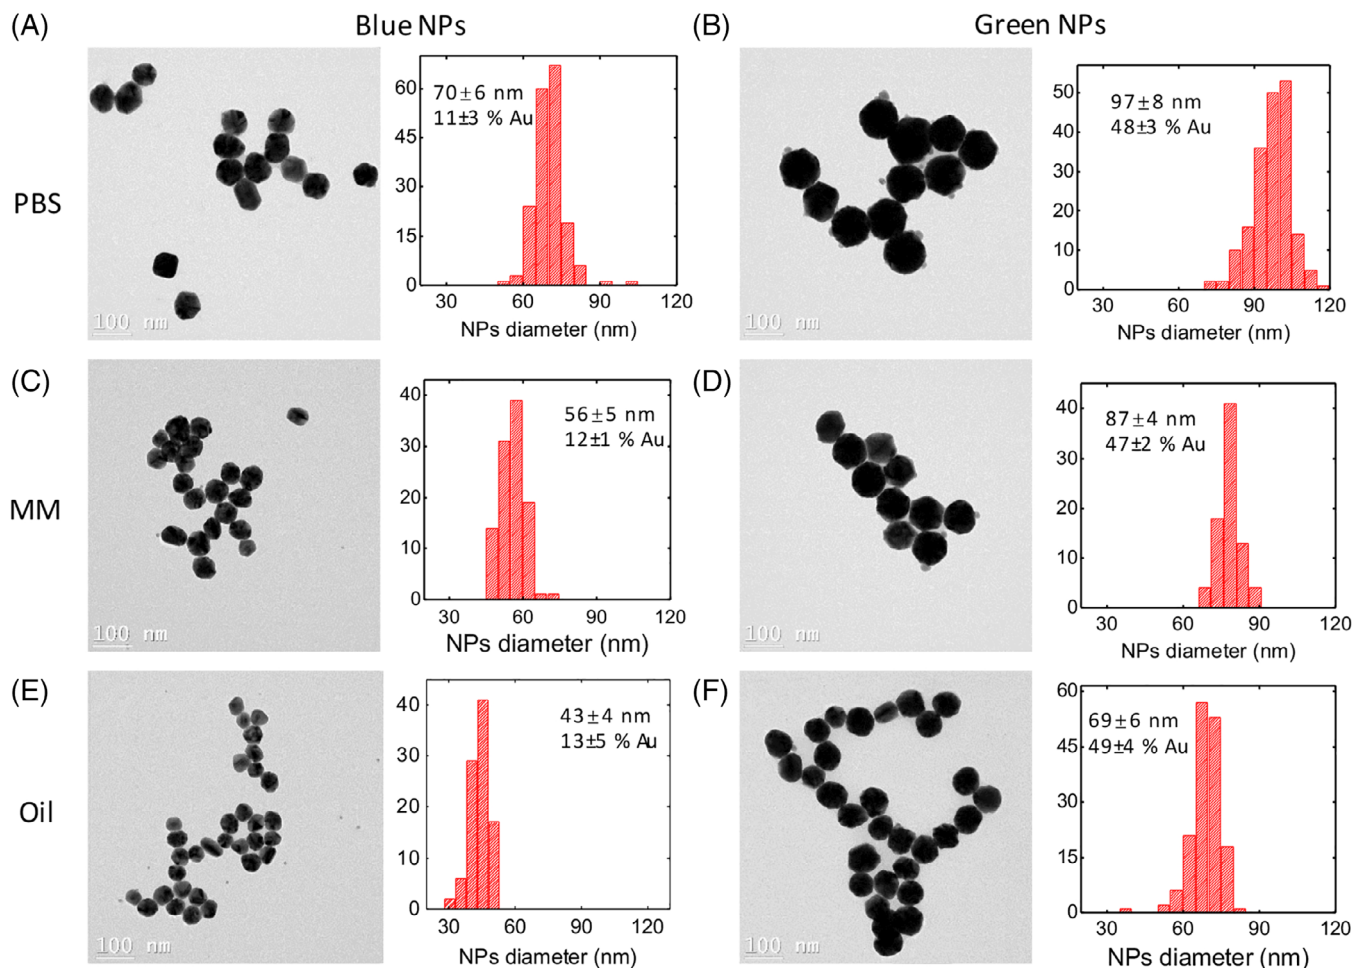 (A)
Blue NPs
(B)
Green NPs
PBS
100 nm
60
45
30
15
0
70±6 nm
11±3 % Au
30 60 90 120
NPs diameter (nm)
100 nm
50
40
30
20
10
0
97±8 nm
48±3 % Au
30 60 90 120
NPs diameter (nm)
(C)
(D)
MM
100 nm
40
30
20
10
0
56±5 nm
12±1 % Au
30 60 90 120
NPs diameter (nm)
100 nm
40
30
20
10
0
87±4 nm
47±2 % Au
30 60 90 120
NPs diameter (nm)
(E)
(F)
Oil
100 nm
40
30
20
10
0
43±4 nm
13±5 % Au
30 60 90 120
NPs diameter (nm)
100 nm
60
45
30
15
0
69±6 nm
49±4 % Au
30 60 90 120
NPs diameter (nm)